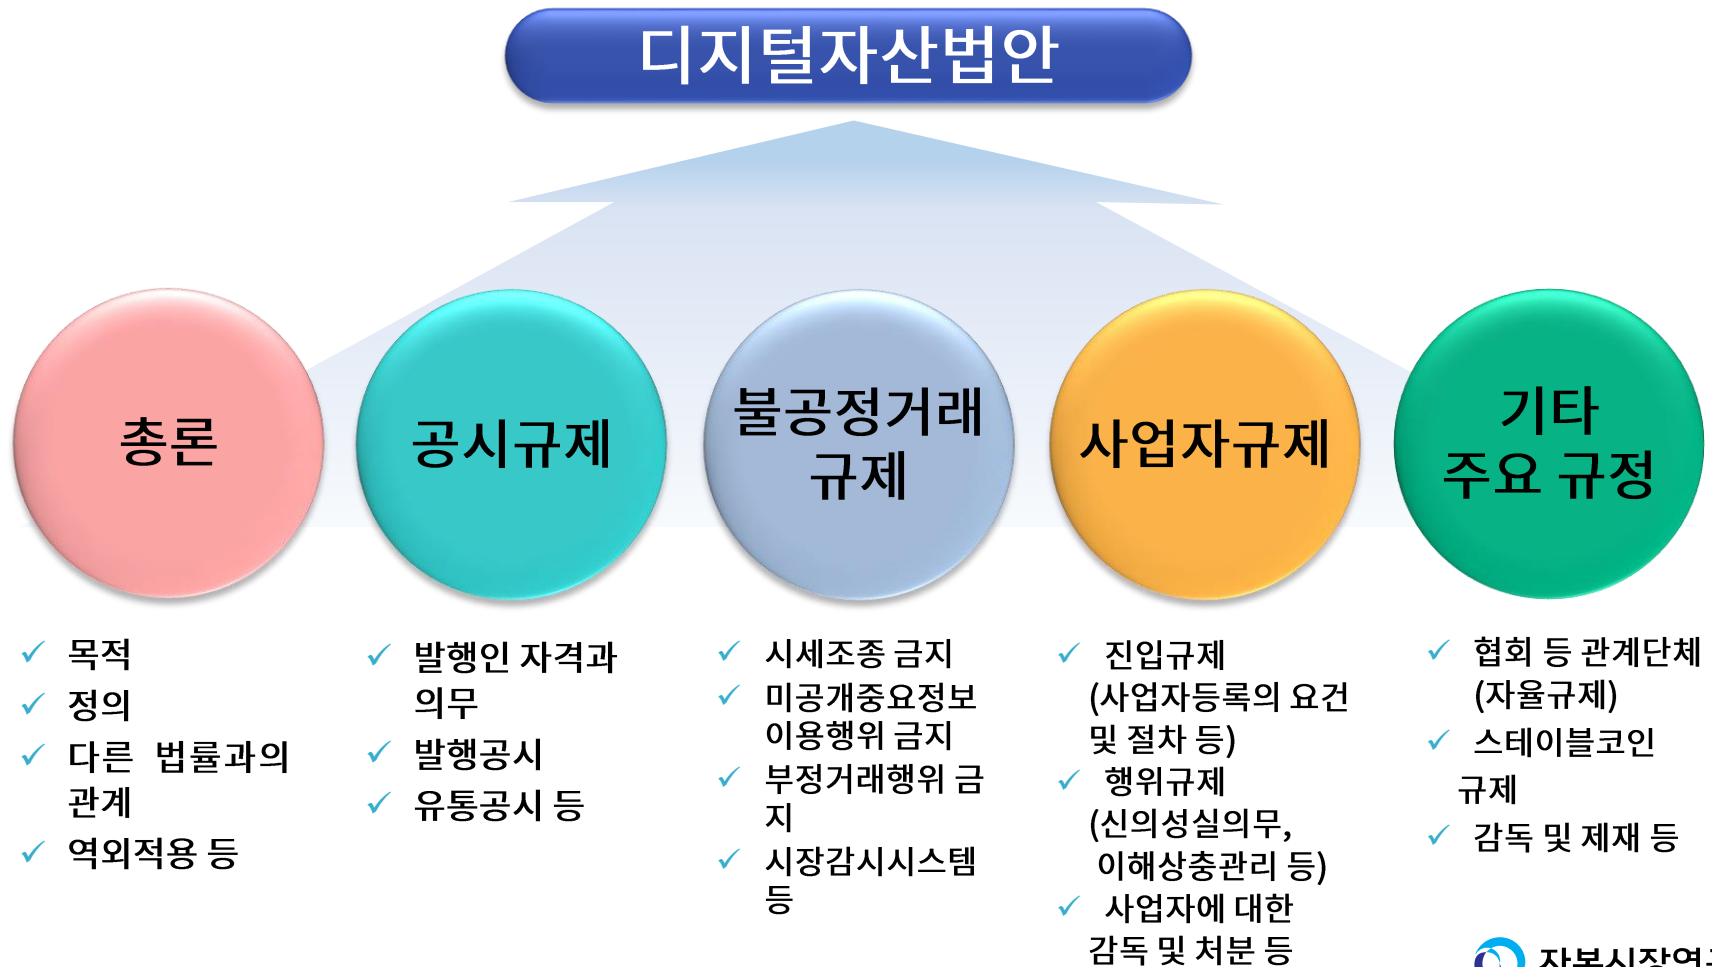 디지털자산법안
총론
공시규제
불공정거래
규제
사업자규제
기타
주요 규정
✓ 목적
✓ 정의
✓ 다른 법률과의
관계
✓ 역외적용 등
✓ 발행인 자격과
의무
✓ 발행공시
✓ 유통공시 등
✓ 시세조종 금지
✓ 미공개중요정보
이용행위 금지
✓ 부정거래행위 금
지
✓ 시장감시시스템
등
✓ 진입규제
(사업자등록의 요건
및 절차 등)
✓ 행위규제
(신의성실의무,
이해상충관리 등)
✓ 사업자에 대한
감독 및 처분 등
✓ 협회 등 관계단체
(자율규제)
✓ 스테이블코인
규제
✓ 감독 및 제재 등